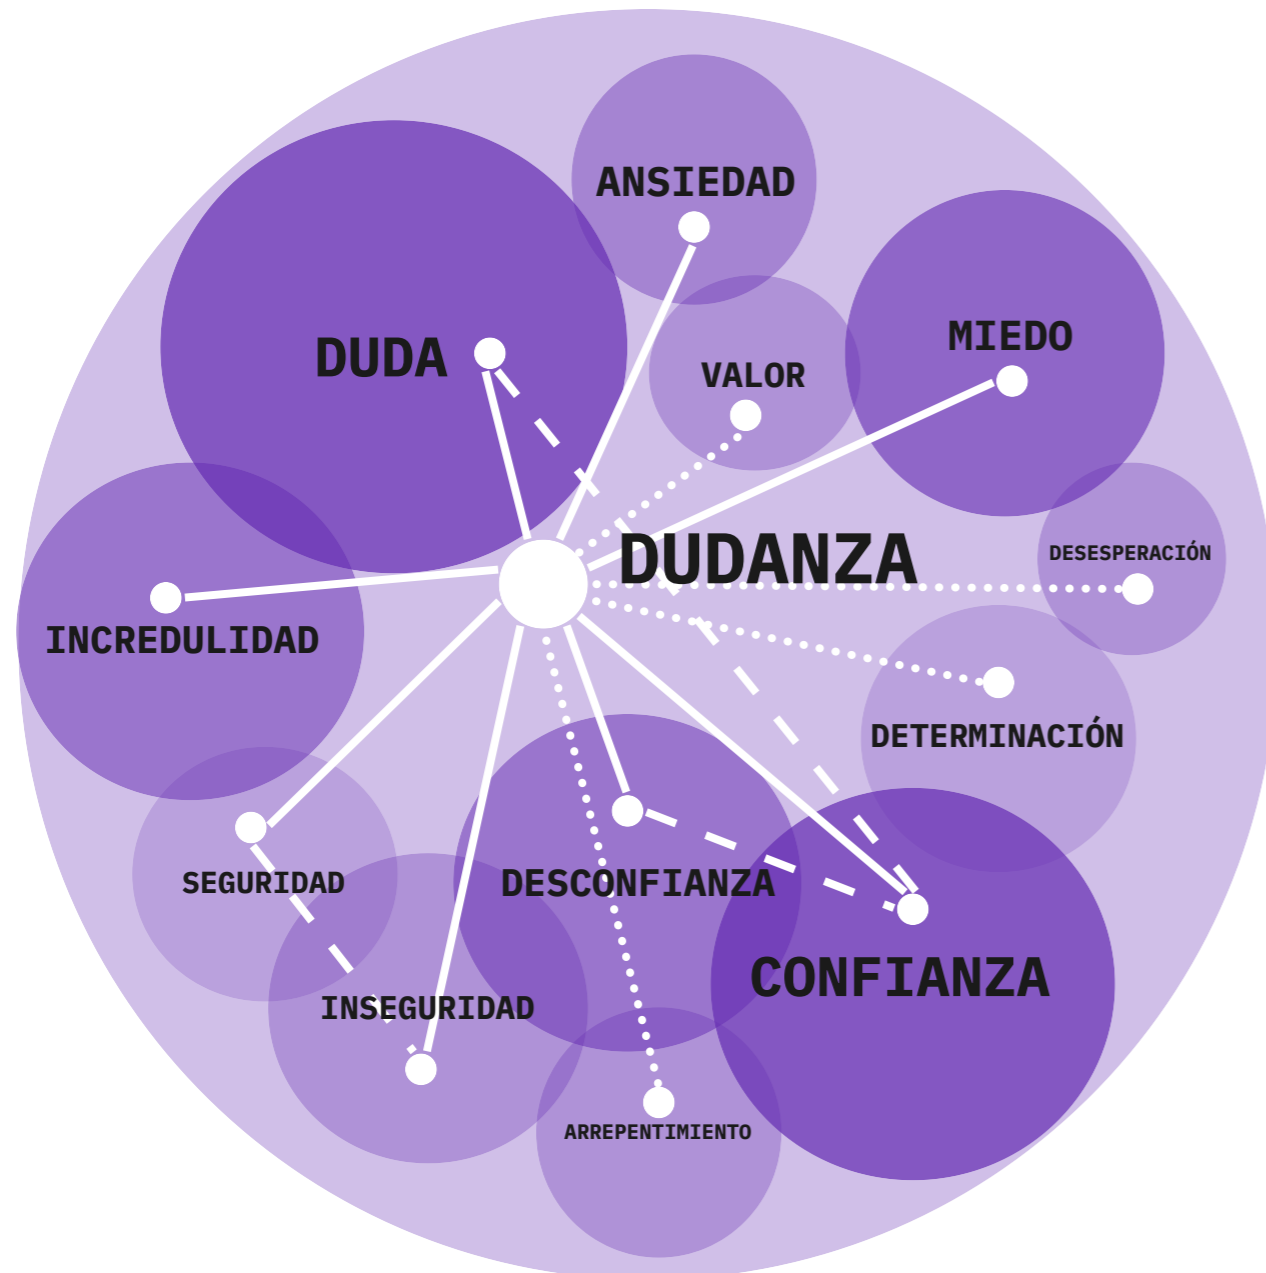 ANSIEDAD
DUDA
MIEDO
VALOR
DUDANZA
DESESPERACIÓN
INCREDULIDAD
DETERMINACIÓN
SEGURIDAD
DESCONFIANZA
CONFIANZA
INSEGURIDAD
ARREPENTIMIENTO